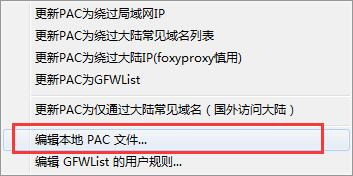 更新PAC为绕过局域网IP
更新PAC为绕过大陆常见域名列表
更新PAC为绕过大陆IP(foxyproxy慎用)
更新PAC为GFWList
更新PAC为仅通过大陆常见域名（国外访问大陆）
编辑本地 PAC 文件...
编辑 GFWList 的用户规则...